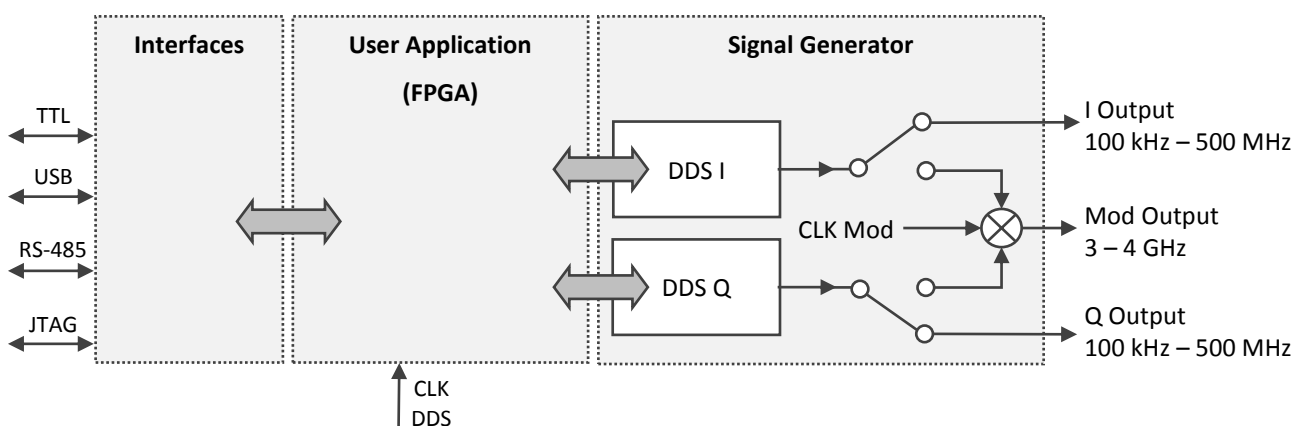 Interfaces
User Application
(FPGA)
Signal Generator
TTL
USB
RS-485
JTAG
DDS I
DDS Q
CLK Mod
I Output
100 kHz – 500 MHz
Mod Output
3 – 4 GHz
Q Output
100 kHz – 500 MHz
CLK
DDS